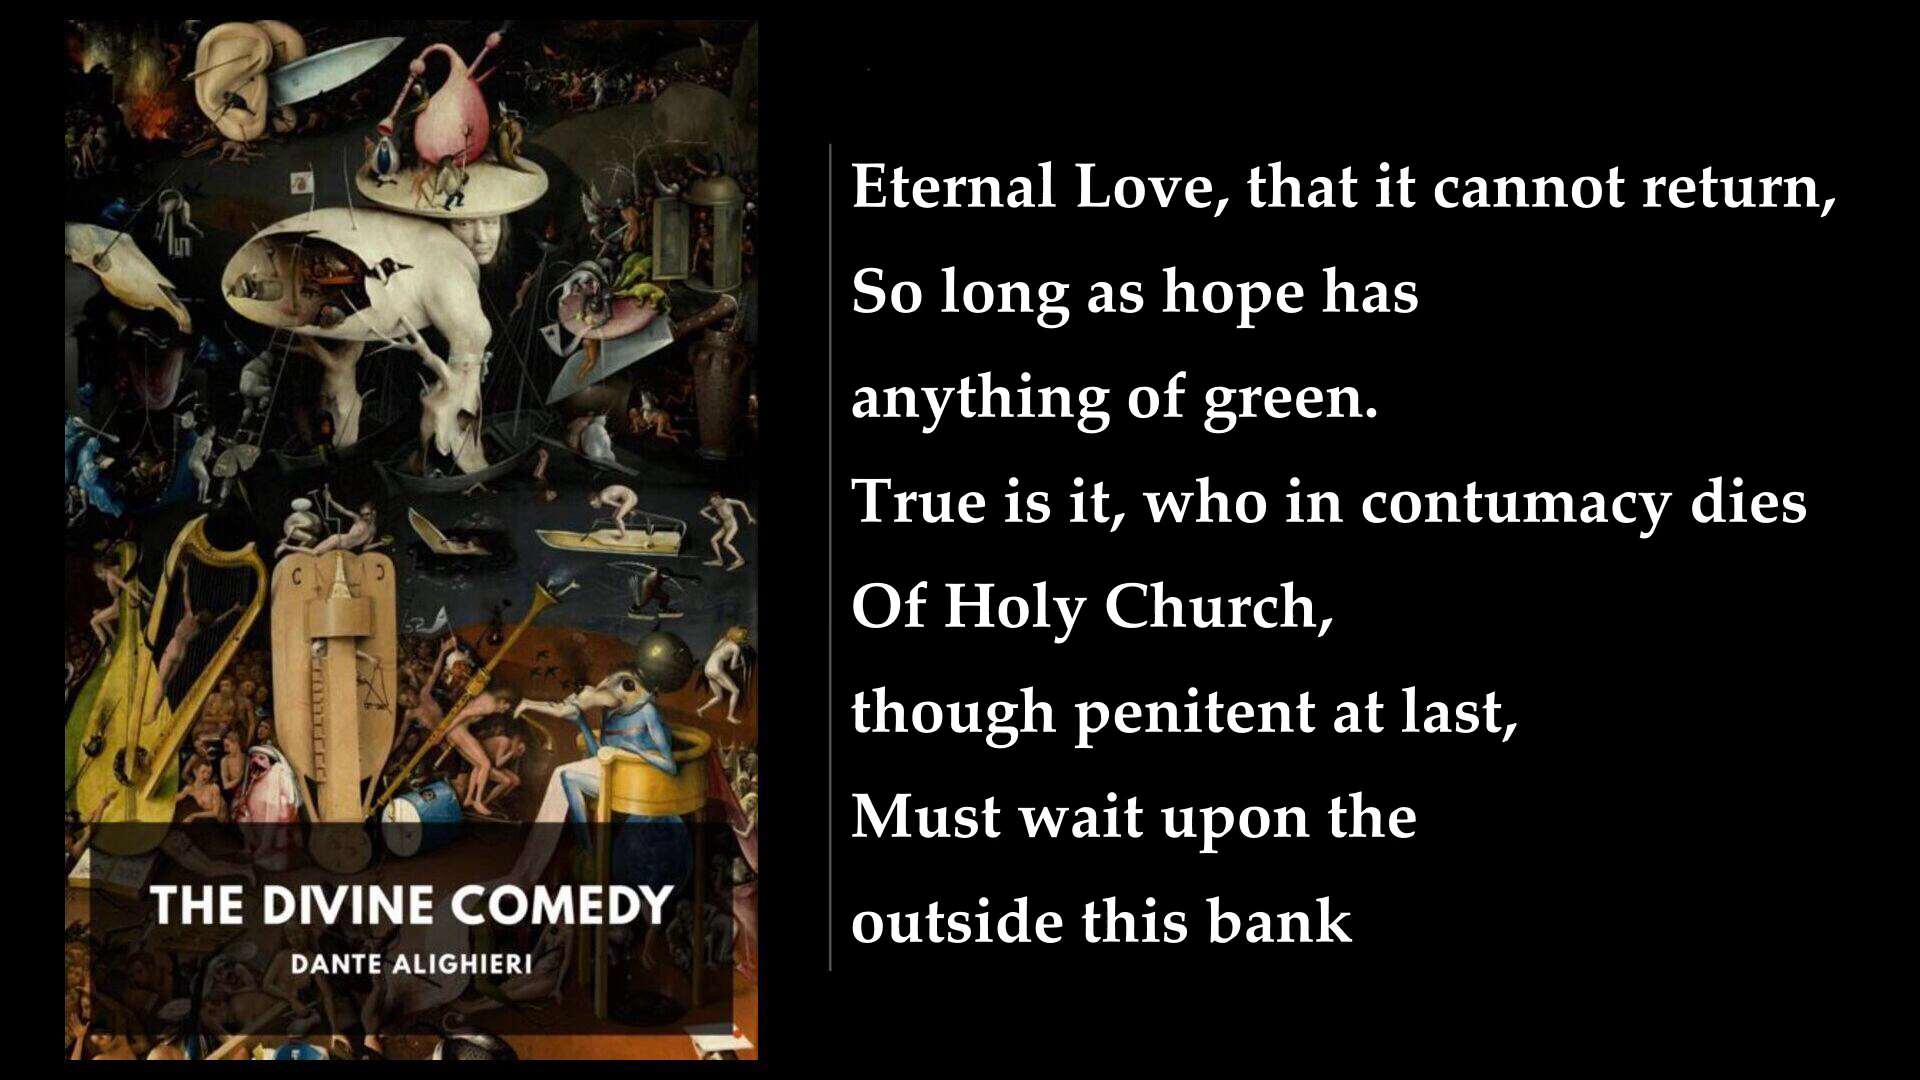 THE DIVINE COMEDY
DANTE ALIGHIERI
Eternal Love, that it cannot return,
So long as hope has
anything of green.
True is it, who in contumacy dies
Of Holy Church,
though penitent at last,
Must wait upon the
outside this bank